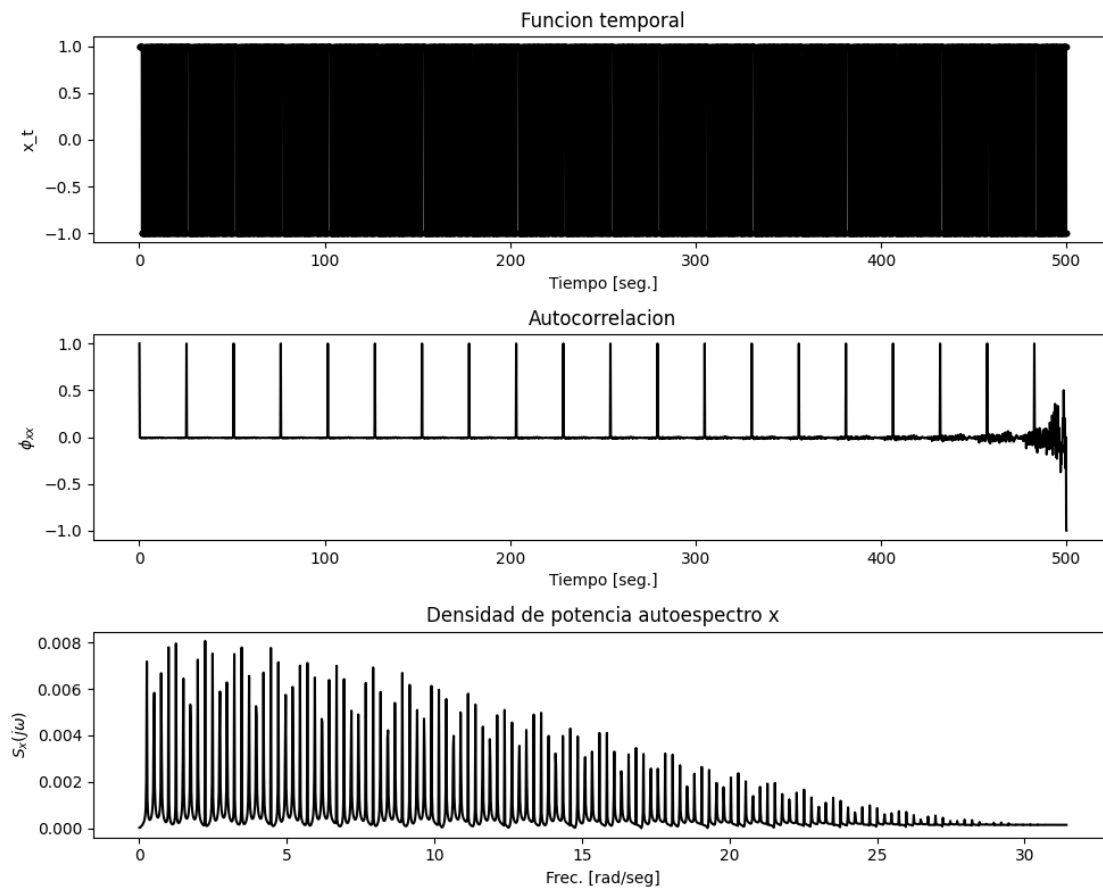 Funcion temporal
1.0
0.5
0.0
−0.5
−1.0
x_t
0 100 200 300 400 500
Tiempo [seg.]
Autocorrelacion
1.0
0.5
0.0
−0.5
−1.0
ϕxx
0 100 200 300 400 500
Tiempo [seg.]
Densidad de potencia autoespectro x
0.008
0.006
0.004
0.002
0.000
Sx(jω)
0 5 10 15 20 25 30
Frec. [rad/seg]